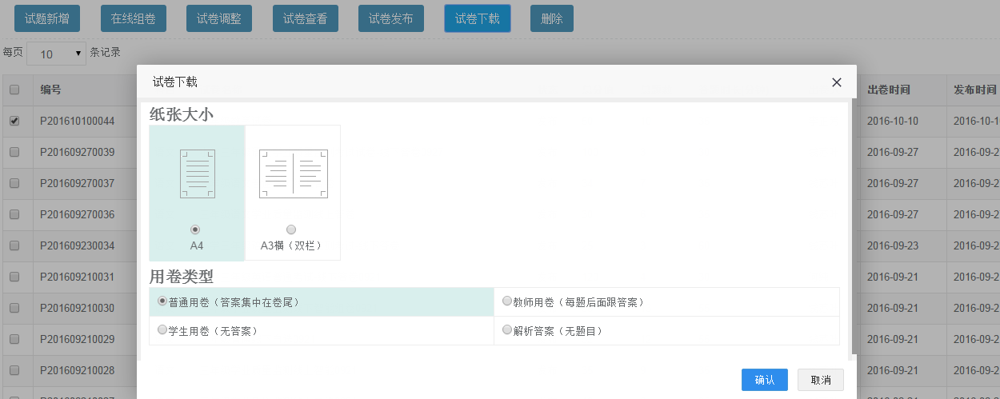 试题新增 在线组卷 试卷调整 试卷查看 试卷发布 试卷下载 删除
每页 10 条记录
试卷下载
编号 出卷时间 发布时间
纸张大小
P201610100044 2016-10-10 2016-10-1
P201609270039 2016-09-27 2016-09-2
P201609270037 2016-09-27 2016-09-2
P201609270036 2016-09-27 2016-09-2
P201609230034 2016-09-23 2016-09-2
A4 A3横（双栏）
P201609210031 2016-09-21 2016-09-2
用卷类型
P201609210030 2016-09-21 2016-09-2
普通用卷（答案集中在卷尾） 教师用卷（每题后面跟答案）
P201609210029 2016-09-21 2016-09-2
学生用卷（无答案） 解析答案（无题目）
P201609210028 2016-09-21 2016-09-2
确认 取消